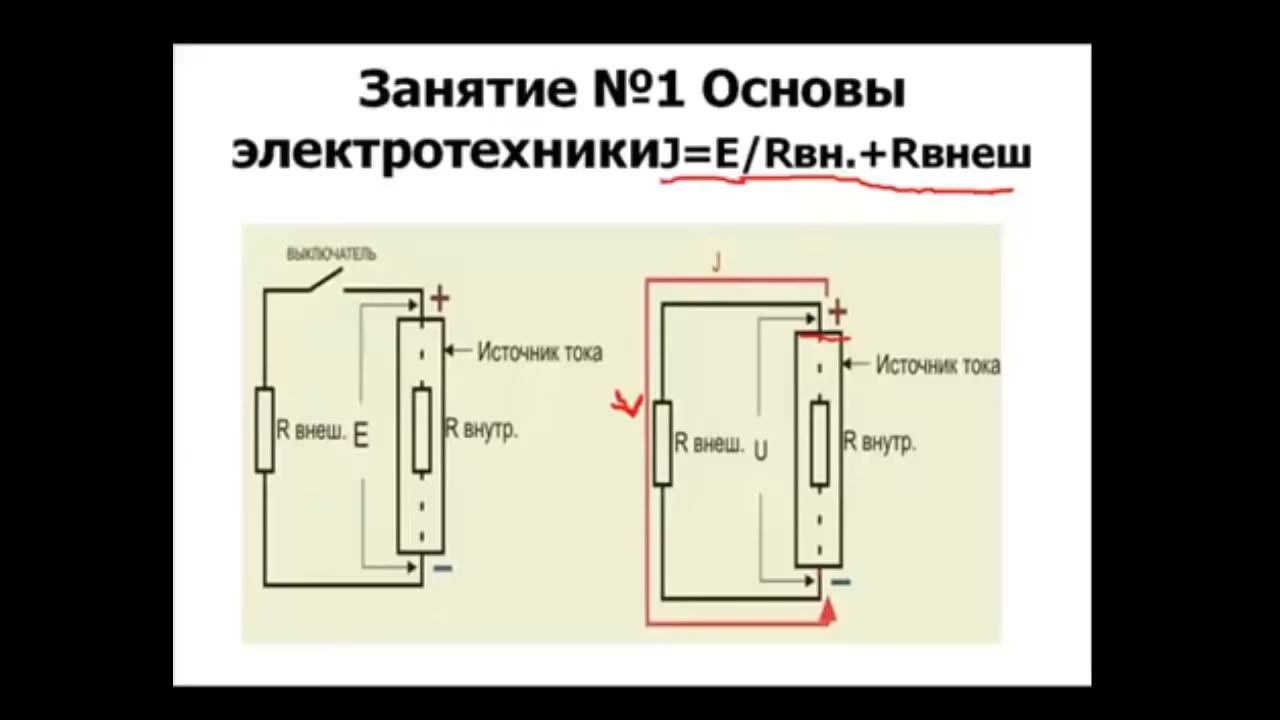 Занятие №1 Основы
электротехникиJ=E/Rвн.+Rвнеш
ВЫКЛЮЧАТЕЛЬ
+
Источник тока
R внеш.
E
R внутр.
−
J
+
Источник тока
R внеш.
U
R внутр.
−